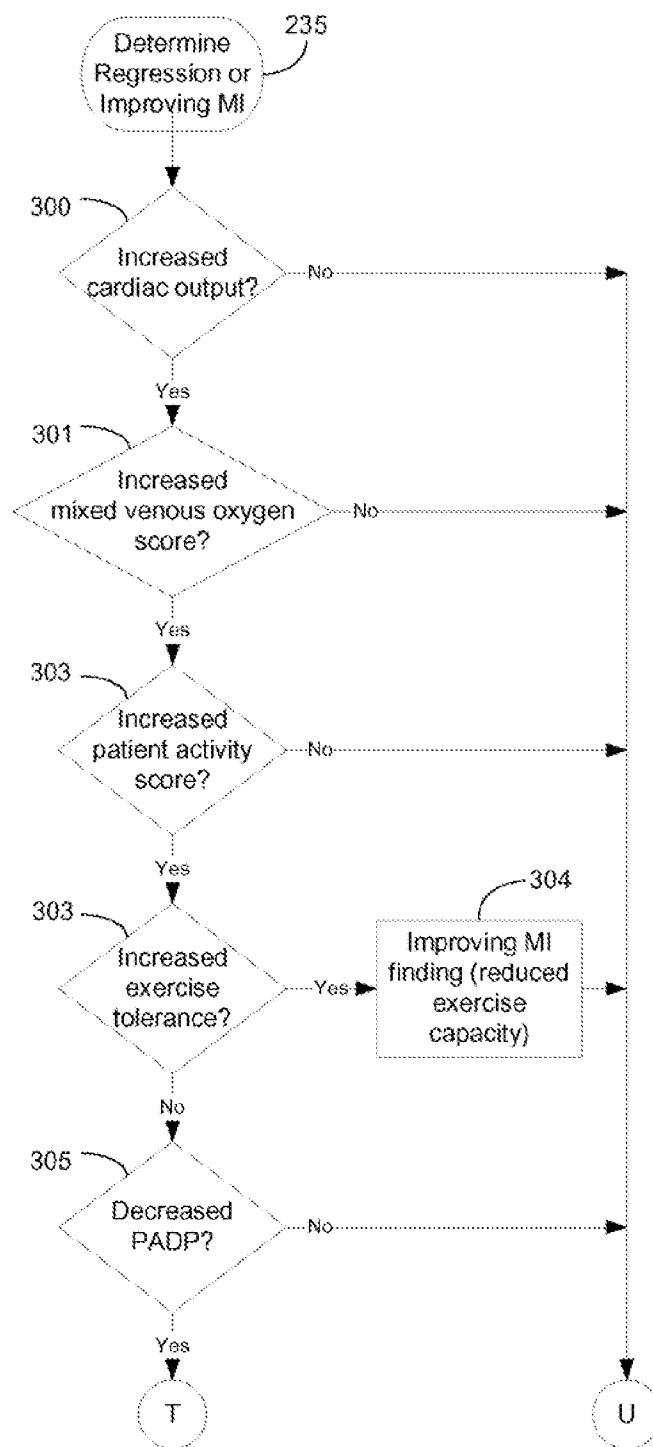 235
Determine
Regression or
Improving MI
300
Increased
cardiac output?
No
Yes
301
Increased
mixed venous oxygen
score?
No
Yes
303
Increased
patient activity
score?
No
Yes
303
Increased
exercise
tolerance?
Yes
304
Improving MI
finding (reduced
exercise
capacity)
No
305
Decreased
PADP?
No
Yes
T
U